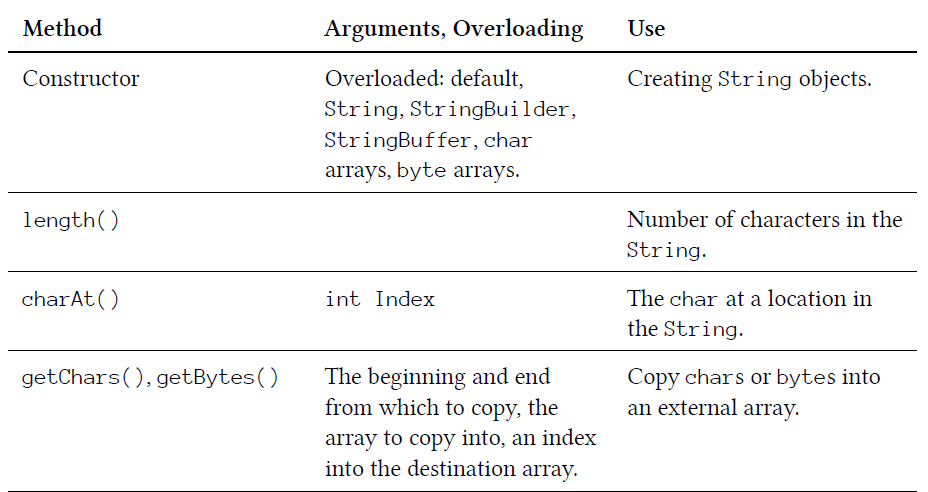 Method Arguments, Overloading Use
Constructor Overloaded: default, Creating String objects.
String, StringBuilder,
StringBuffer, char
arrays, byte arrays.
length() Number of characters in the
String.
charAt() int Index The char at a location in
the String.
getChars(), getBytes() The beginning and end Copy chars or bytes into
from which to copy, the an external array.
array to copy into, an index
into the destination array.